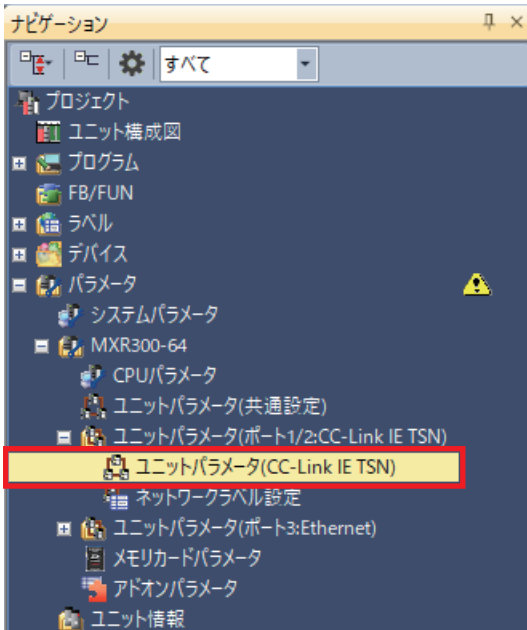 ナビゲーション
すべて
プロジェクト
ユニット構成図
プログラム
FB/FUN
ラベル
デバイス
パラメータ
システムパラメータ
MXR300-64
CPUパラメータ
ユニットパラメータ(共通設定)
ユニットパラメータ(ポート1/2:CC-Link IE TSN)
ユニットパラメータ(CC-Link IE TSN)
ネットワークラベル設定
ユニットパラメータ(ポート3:Ethernet)
メモリカードパラメータ
アドオンパラメータ
ユニット情報